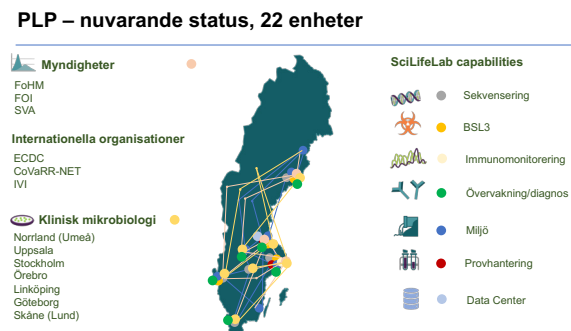 PLP – nuvarande status, 22 enheter
Myndigheter
FoHM
FOI
SVA
Internationella organisationer
ECDC
CoVaRR-NET
IVI
Klinisk mikrobiologi
Norrland (Umeå)
Uppsala
Stockholm
Örebro
Linköping
Göteborg
Skåne (Lund)
SciLifeLab capabilities
Sekvensering
BSL3
Immunomonitorering
Övervakning/diagnos
Miljö
Provhantering
Data Center